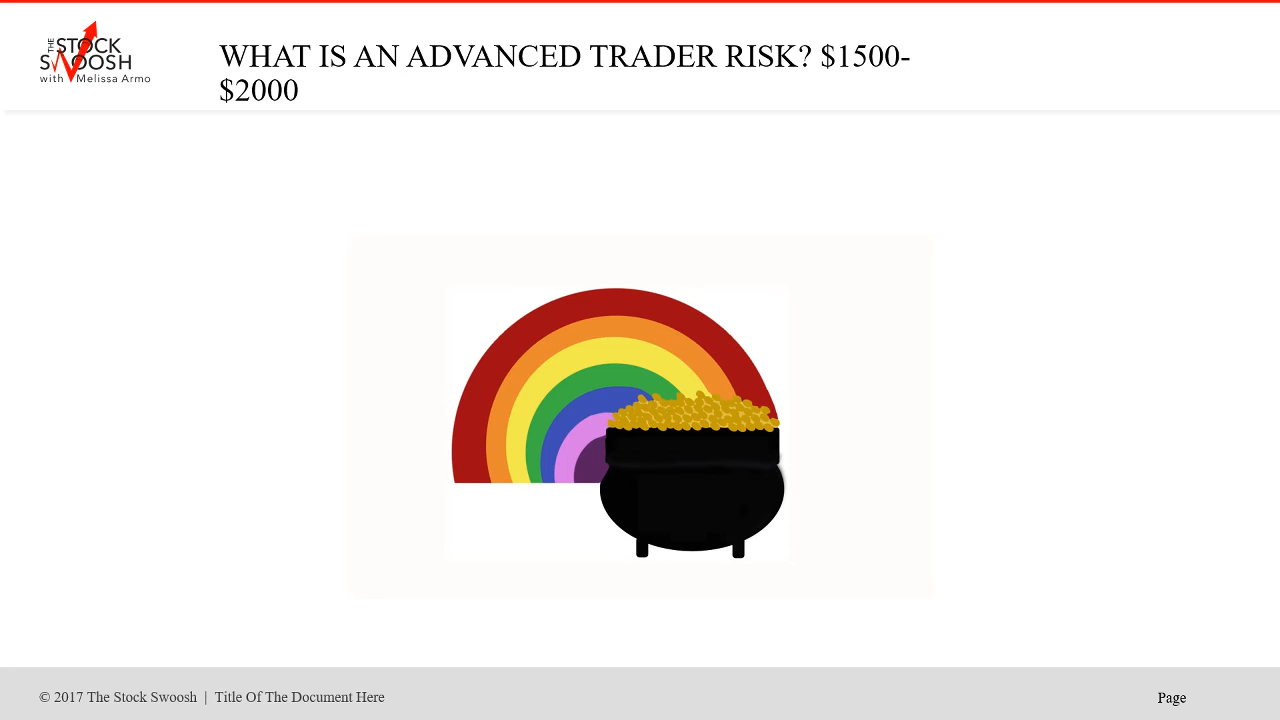 THE STOCK
SWOOSH
with Melissa Armo
WHAT IS AN ADVANCED TRADER RISK? $1500-
$2000
© 2017 The Stock Swoosh | Title Of The Document Here
Page